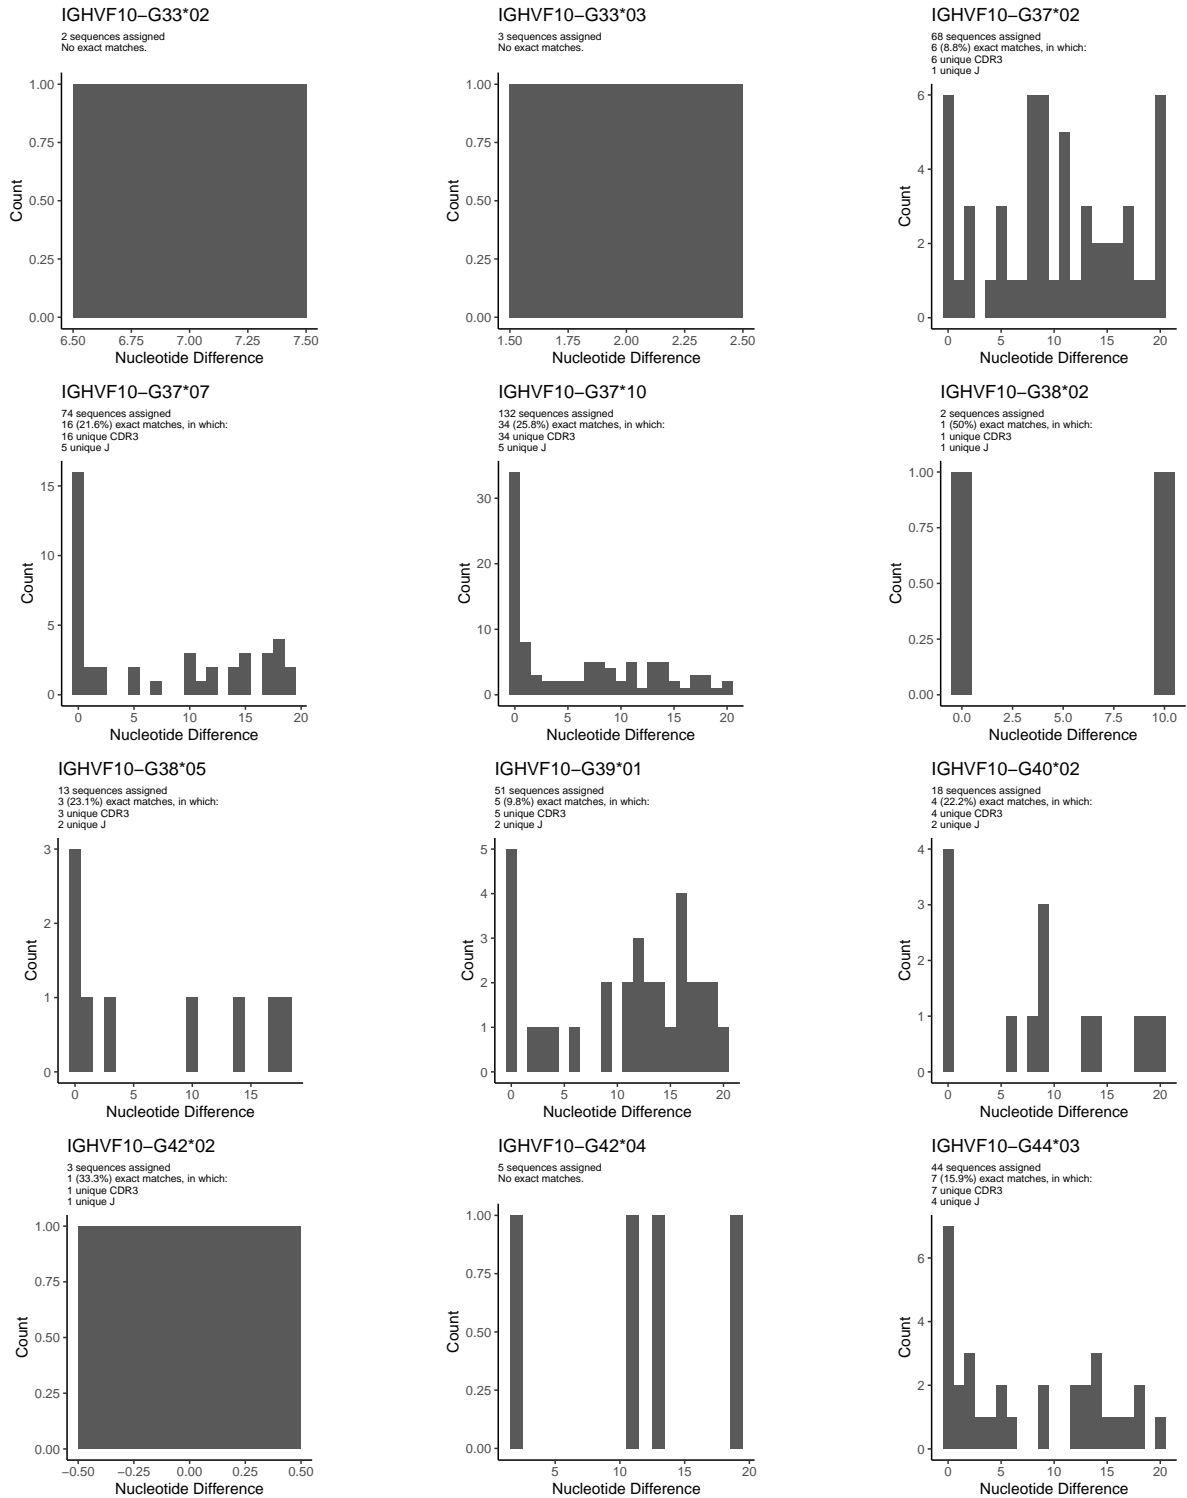 IGHVF10−G33*02
2 sequences assigned
No exact matches.
1.00
0.75
0.50
0.25
0.00
Count
6.50 6.75 7.00 7.25 7.50
Nucleotide Difference
IGHVF10−G33*03
3 sequences assigned
No exact matches.
1.00
0.75
0.50
0.25
0.00
Count
1.50 1.75 2.00 2.25 2.50
Nucleotide Difference
IGHVF10−G37*02
68 sequences assigned
6 (8.8%) exact matches, in which:
6 unique CDR3
1 unique J
6
4
2
0
Count
0 5 10 15 20
Nucleotide Difference
IGHVF10−G37*07
74 sequences assigned
16 (21.6%) exact matches, in which:
16 unique CDR3
5 unique J
15
10
5
0
Count
0 5 10 15 20
Nucleotide Difference
IGHVF10−G37*10
132 sequences assigned
34 (25.8%) exact matches, in which:
34 unique CDR3
5 unique J
30
20
10
0
Count
0 5 10 15 20
Nucleotide Difference
IGHVF10−G38*02
2 sequences assigned
1 (50%) exact matches, in which:
1 unique CDR3
1 unique J
1.00
0.75
0.50
0.25
0.00
Count
0.0 2.5 5.0 7.5 10.0
Nucleotide Difference
IGHVF10−G38*05
13 sequences assigned
3 (23.1%) exact matches, in which:
3 unique CDR3
2 unique J
3
2
1
0
Count
0 5 10 15
Nucleotide Difference
IGHVF10−G39*01
51 sequences assigned
5 (9.8%) exact matches, in which:
5 unique CDR3
2 unique J
5
4
3
2
1
0
Count
0 5 10 15 20
Nucleotide Difference
IGHVF10−G40*02
18 sequences assigned
4 (22.2%) exact matches, in which:
4 unique CDR3
2 unique J
4
3
2
1
0
Count
0 5 10 15 20
Nucleotide Difference
IGHVF10−G42*02
3 sequences assigned
1 (33.3%) exact matches, in which:
1 unique CDR3
1 unique J
1.00
0.75
0.50
0.25
0.00
Count
−0.50 −0.25 0.00 0.25 0.50
Nucleotide Difference
IGHVF10−G42*04
5 sequences assigned
No exact matches.
1.00
0.75
0.50
0.25
0.00
Count
5 10 15 20
Nucleotide Difference
IGHVF10−G44*03
44 sequences assigned
7 (15.9%) exact matches, in which:
7 unique CDR3
4 unique J
6
4
2
0
Count
0 5 10 15 20
Nucleotide Difference